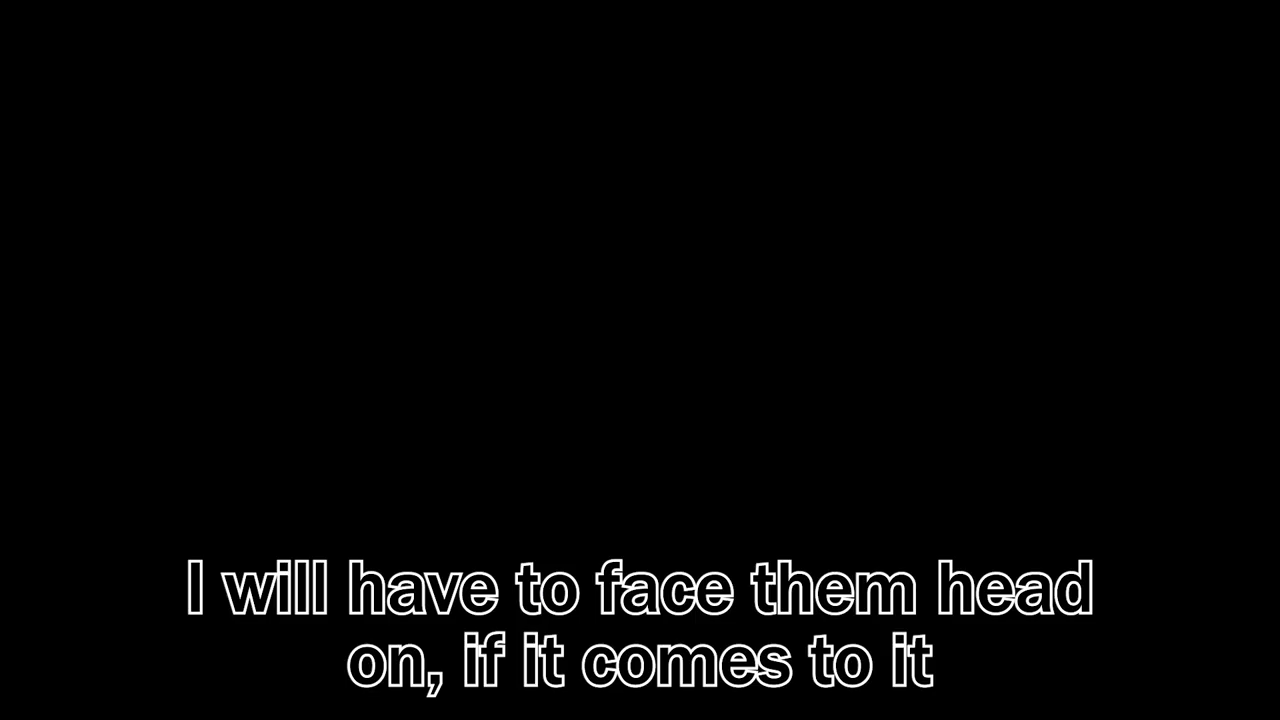 I will have to face them head
on, if it comes to it